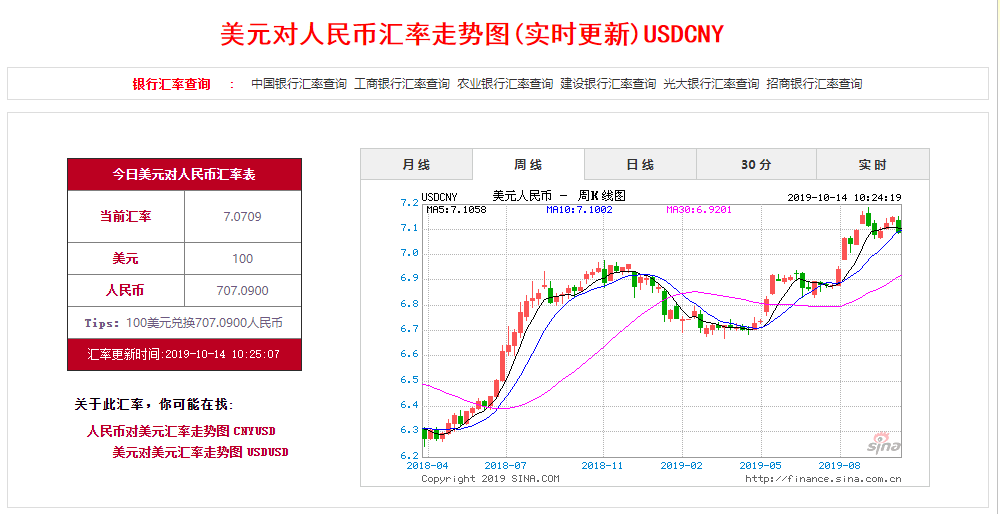 美元对人民币汇率走势图(实时更新)USDCNY
银行汇率查询 : 中国银行汇率查询 工商银行汇率查询 农业银行汇率查询 建设银行汇率查询 光大银行汇率查询 招商银行汇率查询
今日美元对人民币汇率表
当前汇率 7.0709
美元 100
人民币 707.0900
Tips: 100美元兑换707.0900人民币
汇率更新时间:2019-10-14 10:25:07
关于此汇率，你可能在找:
人民币对美元汇率走势图 CNYUSD
美元对美元汇率走势图 USDUSD
月线 周线 日线 30分 实时
USDCNY 美元人民币 — 周K线图 2019-10-14 10:24:19
MA5:7.1058 MA10:7.1002 MA30:6.9201
7.2
7.1
7.0
6.9
6.8
6.7
6.6
6.5
6.4
6.3
6.2
2018-04 2018-07 2018-11 2019-02 2019-05 2019-08
sina
Copyright 2019 SINA.COM http://finance.sina.com.cn